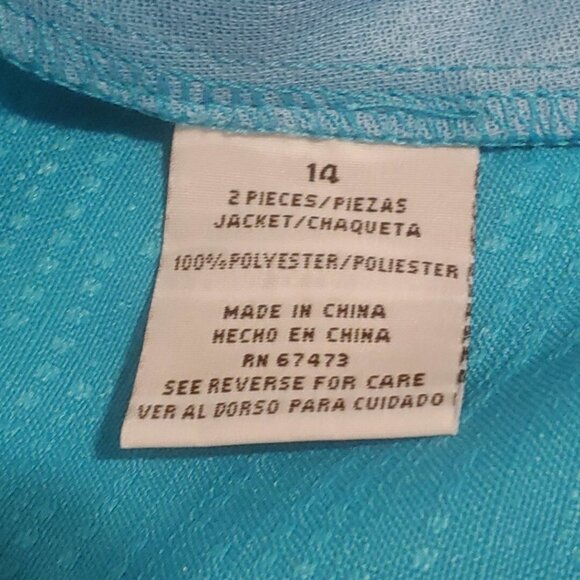 14
2 PIECES/PIEZAS
JACKET/CHAQUETA
100% POLYESTER/POLIESTER
MADE IN CHINA
HECHO EN CHINA
RN 67473
SEE REVERSE FOR CARE
VER AL DORSO PARA CUIDADO